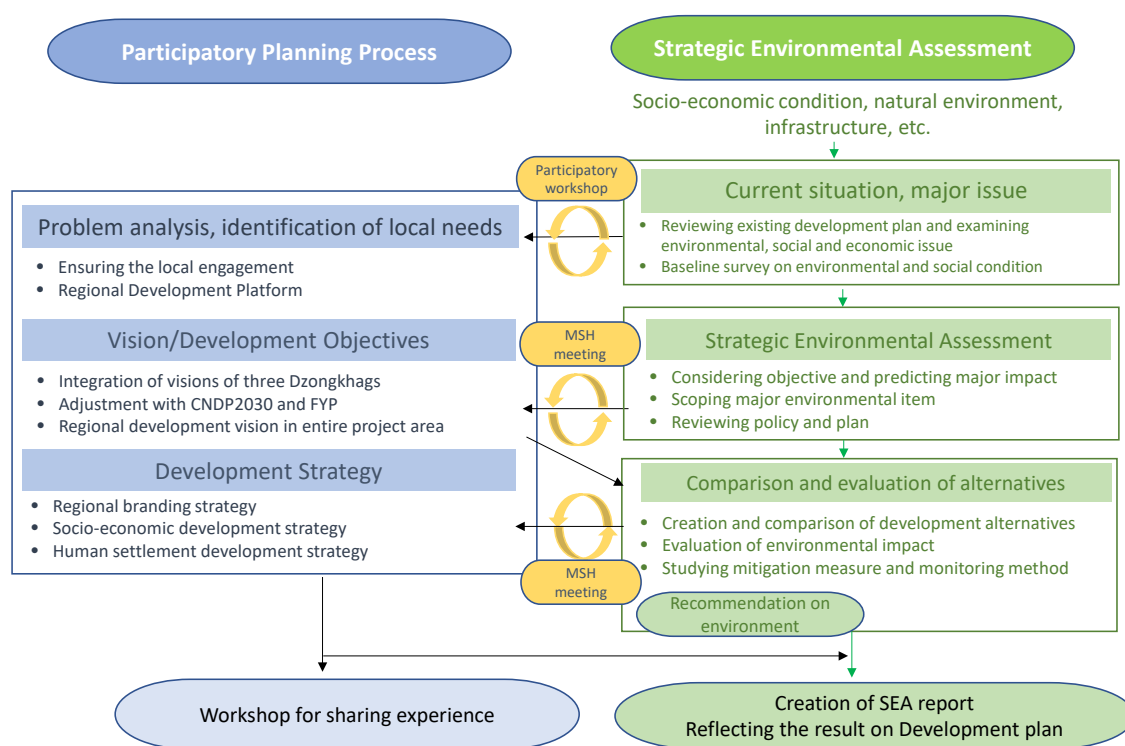 Participatory Planning Process
Strategic Environmental Assessment
Socio-economic condition, natural environment,
infrastructure, etc.
Participatory
workshop
Current situation, major issue
• Reviewing existing development plan and examining
environmental, social and economic issue
• Baseline survey on environmental and social condition
Problem analysis, identification of local needs
• Ensuring the local engagement
• Regional Development Platform
MSH
meeting
Vision/Development Objectives
• Integration of visions of three Dzongkhags
• Adjustment with CNDP2030 and FYP
• Regional development vision in entire project area
Strategic Environmental Assessment
• Considering objective and predicting major impact
• Scoping major environmental item
• Reviewing policy and plan
Development Strategy
• Regional branding strategy
• Socio-economic development strategy
• Human settlement development strategy
Comparison and evaluation of alternatives
• Creation and comparison of development alternatives
• Evaluation of environmental impact
• Studying mitigation measure and monitoring method
MSH
meeting
Recommendation on
environment
Workshop for sharing experience
Creation of SEA report
Reflecting the result on Development plan